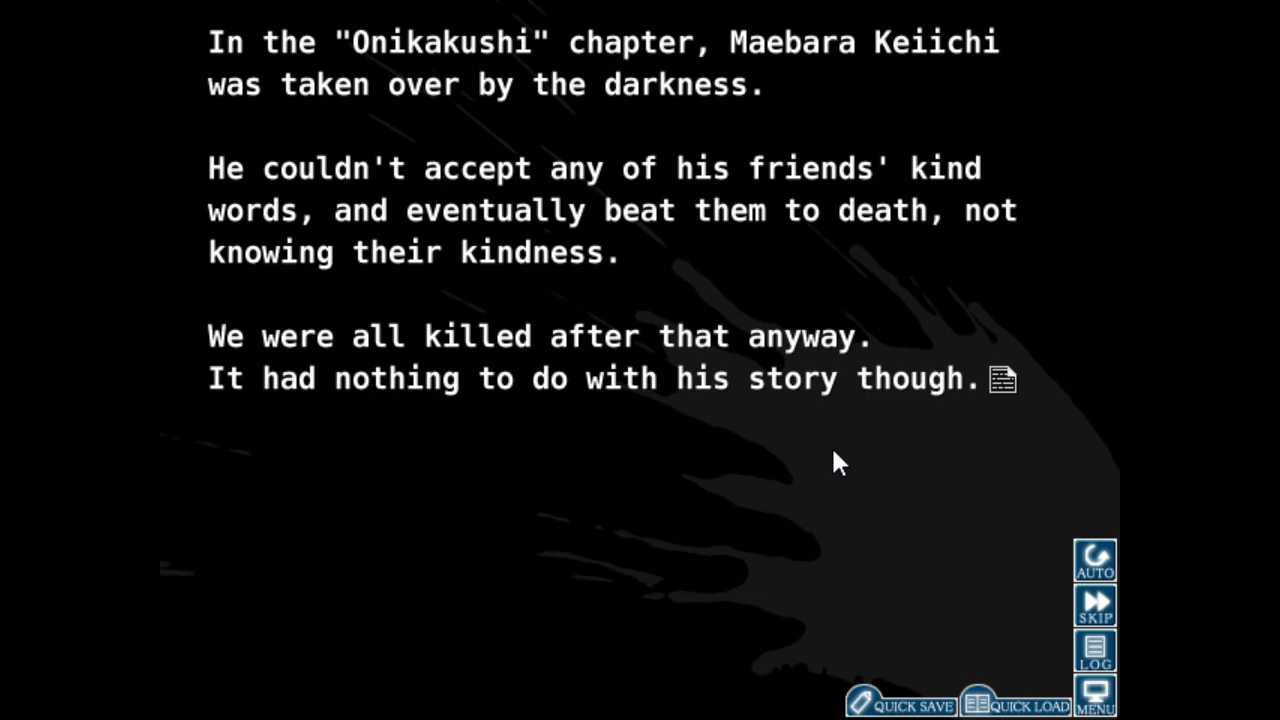 In the "Onikakushi" chapter, Maebara Keiichi
was taken over by the darkness.
He couldn't accept any of his friends' kind
words, and eventually beat them to death, not
knowing their kindness.
We were all killed after that anyway.
It had nothing to do with his story though.
AUTO
SKIP
LOG
MENU
QUICK SAVE
QUICK LOAD